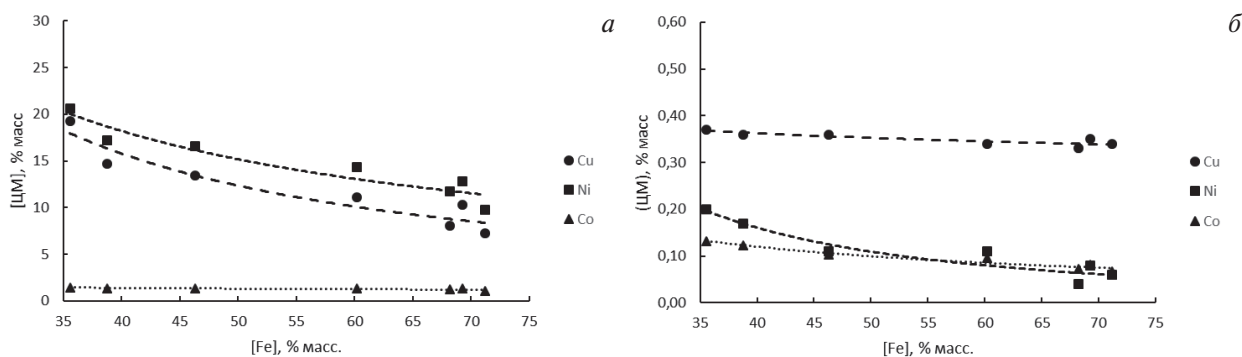 а
[ЦМ], % масс
30
25
20
15
10
5
0
35 40 45 50 55 60 65 70 75
[Fe], % масс.
Cu
Ni
Co
б
(ЦМ), % масс
0,60
0,50
0,40
0,30
0,20
0,10
0,00
35 40 45 50 55 60 65 70 75
[Fe], % масс.
Cu
Ni
Co